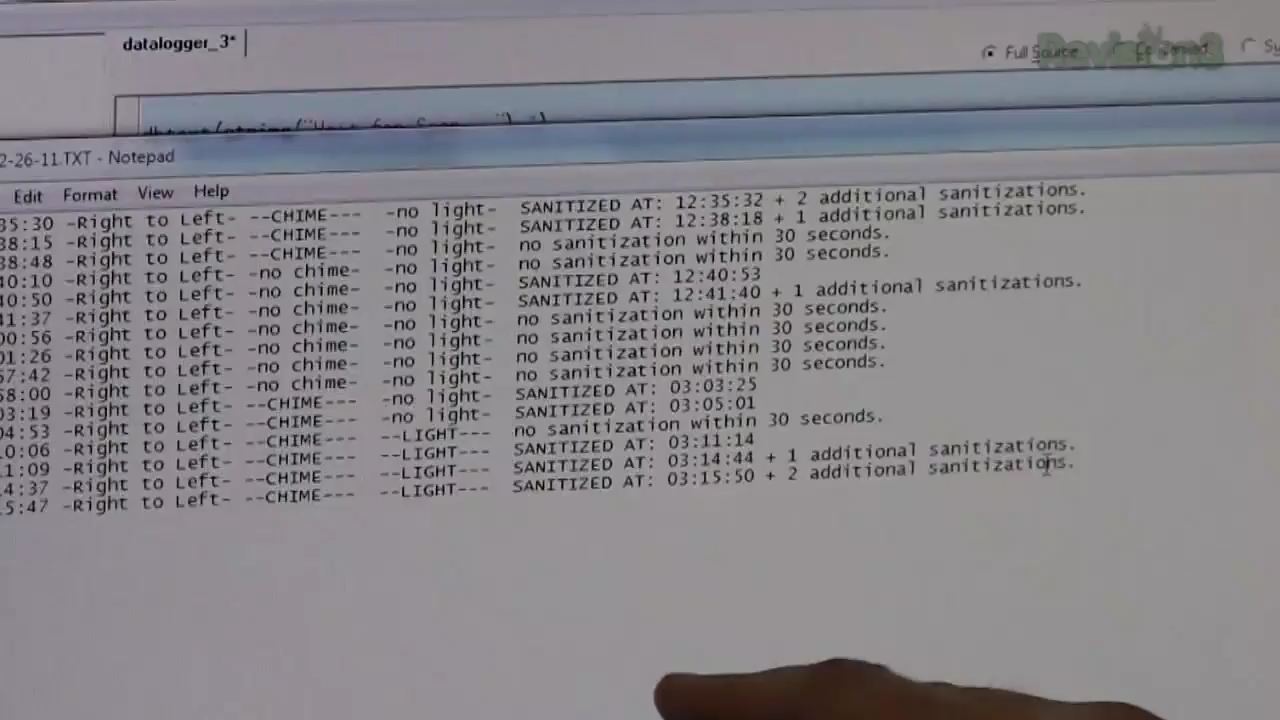 datalogger_3*
Full Source
2-26-11.TXT - Notepad
Edit Format View Help
35:30 -Right to Left- --CHIME--- -no light- SANITIZED AT: 12:35:32 + 2 additional sanitizations.
38:15 -Right to Left- --CHIME--- -no light- SANITIZED AT: 12:38:18 + 1 additional sanitizations.
38:48 -Right to Left- --CHIME--- -no light- no sanitization within 30 seconds.
40:10 -Right to Left- -no chime- -no light- no sanitization within 30 seconds.
40:50 -Right to Left- -no chime- -no light- SANITIZED AT: 12:40:53
41:37 -Right to Left- -no chime- -no light- SANITIZED AT: 12:41:40 + 1 additional sanitizations.
00:56 -Right to Left- -no chime- -no light- no sanitization within 30 seconds.
01:26 -Right to Left- -no chime- -no light- no sanitization within 30 seconds.
57:42 -Right to Left- -no chime- -no light- no sanitization within 30 seconds.
58:00 -Right to Left- -no chime- -no light- no sanitization within 30 seconds.
03:19 -Right to Left- --CHIME--- -no light- SANITIZED AT: 03:03:25
04:53 -Right to Left- --CHIME--- -no light- SANITIZED AT: 03:05:01
10:06 -Right to Left- --CHIME--- --LIGHT--- no sanitization within 30 seconds.
11:09 -Right to Left- --CHIME--- --LIGHT--- SANITIZED AT: 03:11:14
14:37 -Right to Left- --CHIME--- --LIGHT--- SANITIZED AT: 03:14:44 + 1 additional sanitizations.
15:47 -Right to Left- --CHIME--- --LIGHT--- SANITIZED AT: 03:15:50 + 2 additional sanitizations.
Revision3